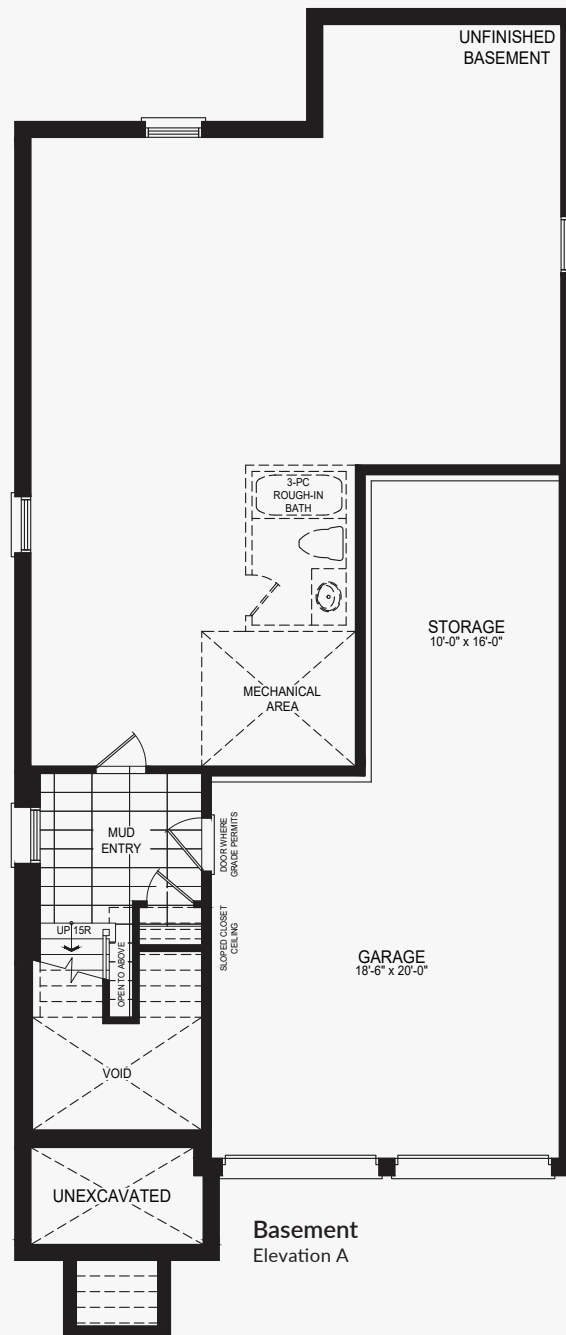 UNFINISHED
BASEMENT
3-PC
ROUGH-IN
BATH
STORAGE
10'-0" x 16'-0"
MECHANICAL
AREA
MUD
ENTRY
DOOR WHERE
GRADE PERMITS
UP 15R
SLOPED CLOSET
CEILING
OPEN TO ABOVE
GARAGE
18'-6" x 20'-0"
VOID
UNEXCAVATED
Basement
Elevation A